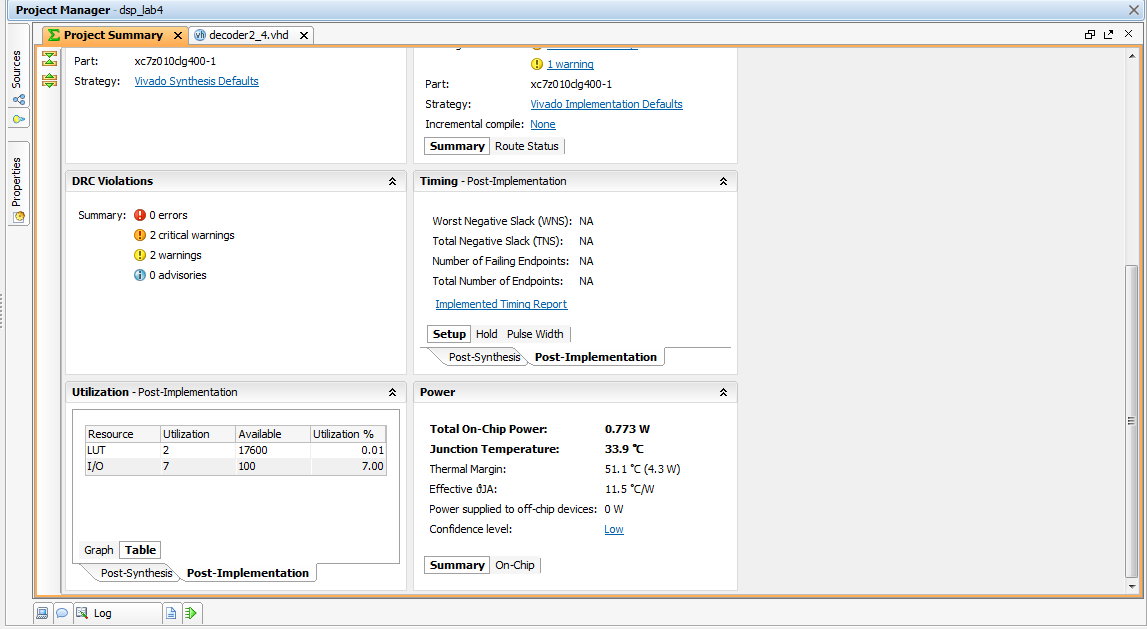 Project Manager - dsp_lab4
Project Summary
decoder2_4.vhd
Sources
Properties
Part: xc7z010clg400-1
Strategy: Vivado Synthesis Defaults
1 warning
Part: xc7z010clg400-1
Strategy: Vivado Implementation Defaults
Incremental compile: None
Summary Route Status
DRC Violations
Summary: 0 errors
2 critical warnings
2 warnings
0 advisories
Timing - Post-Implementation
Worst Negative Slack (WNS): NA
Total Negative Slack (TNS): NA
Number of Failing Endpoints: NA
Total Number of Endpoints: NA
Implemented Timing Report
Setup Hold Pulse Width
Post-Synthesis Post-Implementation
Utilization - Post-Implementation
Resource Utilization Available Utilization %
LUT 2 17600 0.01
I/O 7 100 7.00
Graph Table
Post-Synthesis Post-Implementation
Power
Total On-Chip Power: 0.773 W
Junction Temperature: 33.9 °C
Thermal Margin: 51.1 °C (4.3 W)
Effective ϑJA: 11.5 °C/W
Power supplied to off-chip devices: 0 W
Confidence level: Low
Summary On-Chip
Log